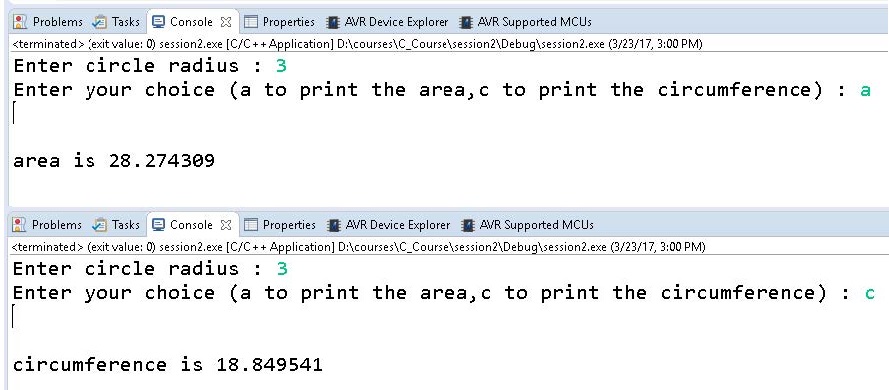 Problems Tasks Console Properties AVR Device Explorer AVR Supported MCUs
<terminated> (exit value: 0) session2.exe [C/C++ Application] D:\courses\C_Course\session2\Debug\session2.exe (3/23/17, 3:00 PM)
Enter circle radius : 3
Enter your choice (a to print the area,c to print the circumference) : a
area is 28.274309
Problems Tasks Console Properties AVR Device Explorer AVR Supported MCUs
<terminated> (exit value: 0) session2.exe [C/C++ Application] D:\courses\C_Course\session2\Debug\session2.exe (3/23/17, 3:00 PM)
Enter circle radius : 3
Enter your choice (a to print the area,c to print the circumference) : c
circumference is 18.849541